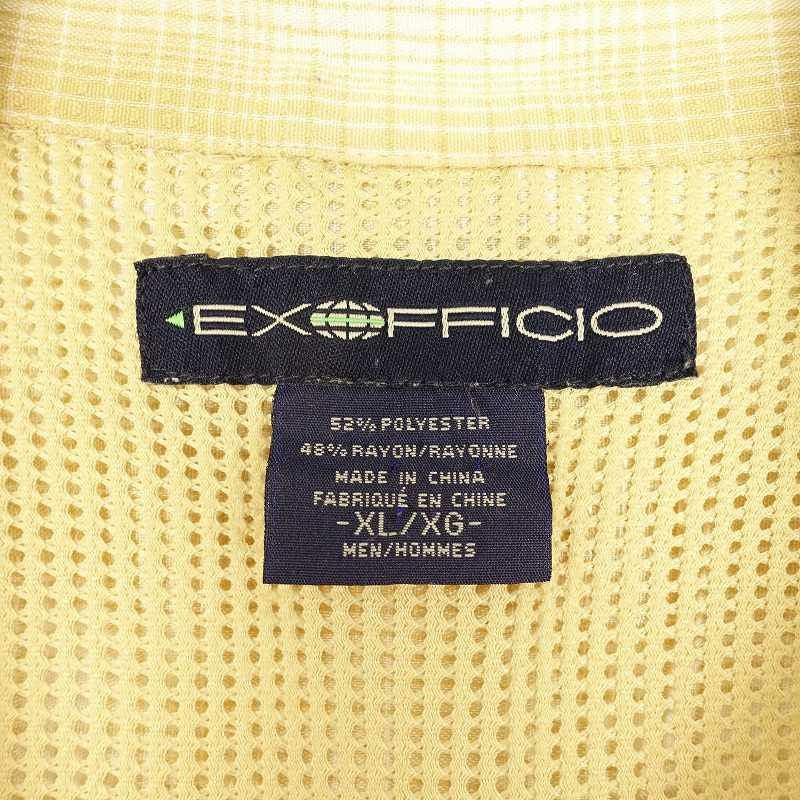 EXOFFICIO
52% POLYESTER
48% RAYON/RAYONNE
MADE IN CHINA
FABRIQUÉ EN CHINE
-XL/XG-
MEN/HOMMES